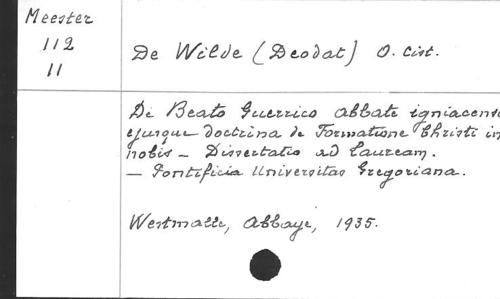 Meester
112
11
De Wilde (Deodat) O. Cist.
De Beato Guerrico abbate igniacensi
ejusque doctrina de Formatione Christi in
nobis - Dissertatio ad lauream.
- Pontificia Universitas Gregoriana.
Westmalle, Abbaye, 1935.